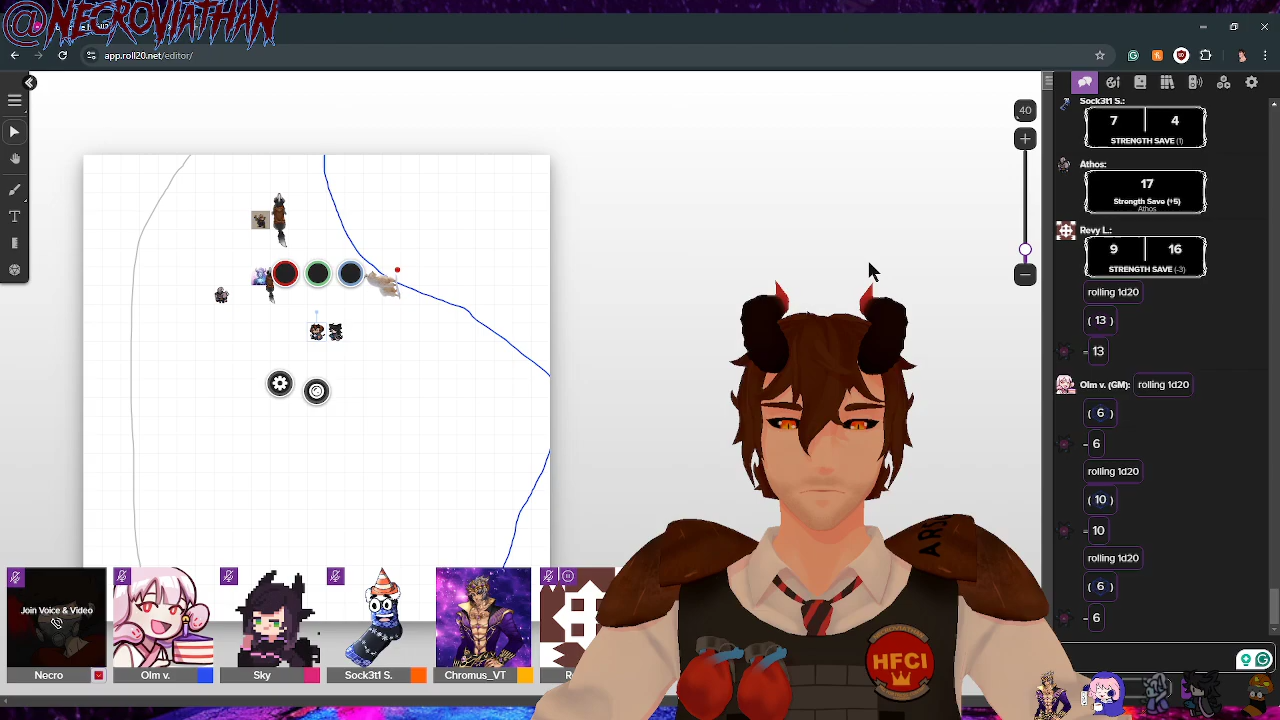 @NECROVIATHAN
app.roll20.net/editor/
40
Sock3t1 S.:
7 4
STRENGTH SAVE (1)
Athos:
17
Strength Save (+5)
Athos
Revy L.:
9 16
STRENGTH SAVE (-3)
rolling 1d20
( 13 )
= 13
Olm v. (GM): rolling 1d20
( 6 )
= 6
rolling 1d20
( 10 )
= 10
rolling 1d20
( 6 )
= 6
Join Voice & Video
Necro
Olm v.
Sky
Sock3t1 S.
Chromus_VT
HFCI